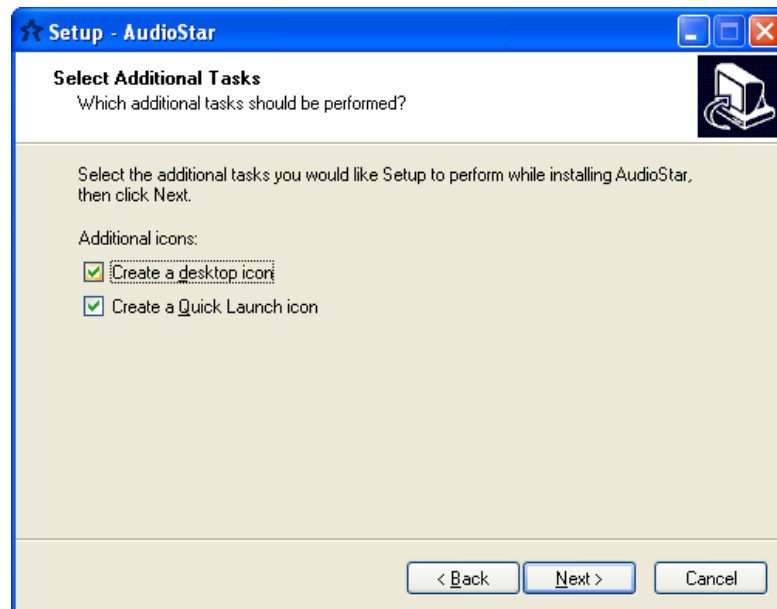 Setup - AudioStar
Select Additional Tasks
Which additional tasks should be performed?
Select the additional tasks you would like Setup to perform while installing AudioStar,
then click Next.
Additional icons:
Create a desktop icon
Create a Quick Launch icon
< Back
Next >
Cancel